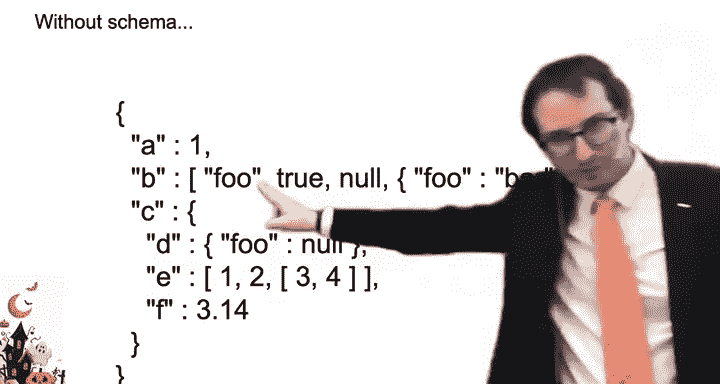 Without schema...
{
"a" : 1,
"b" : [ "foo" true, null, { "foo" :
"c" : {
"d" : { "foo" : null },
"e" : [ 1, 2, [ 3, 4 ] ],
"f" : 3.14
}
}